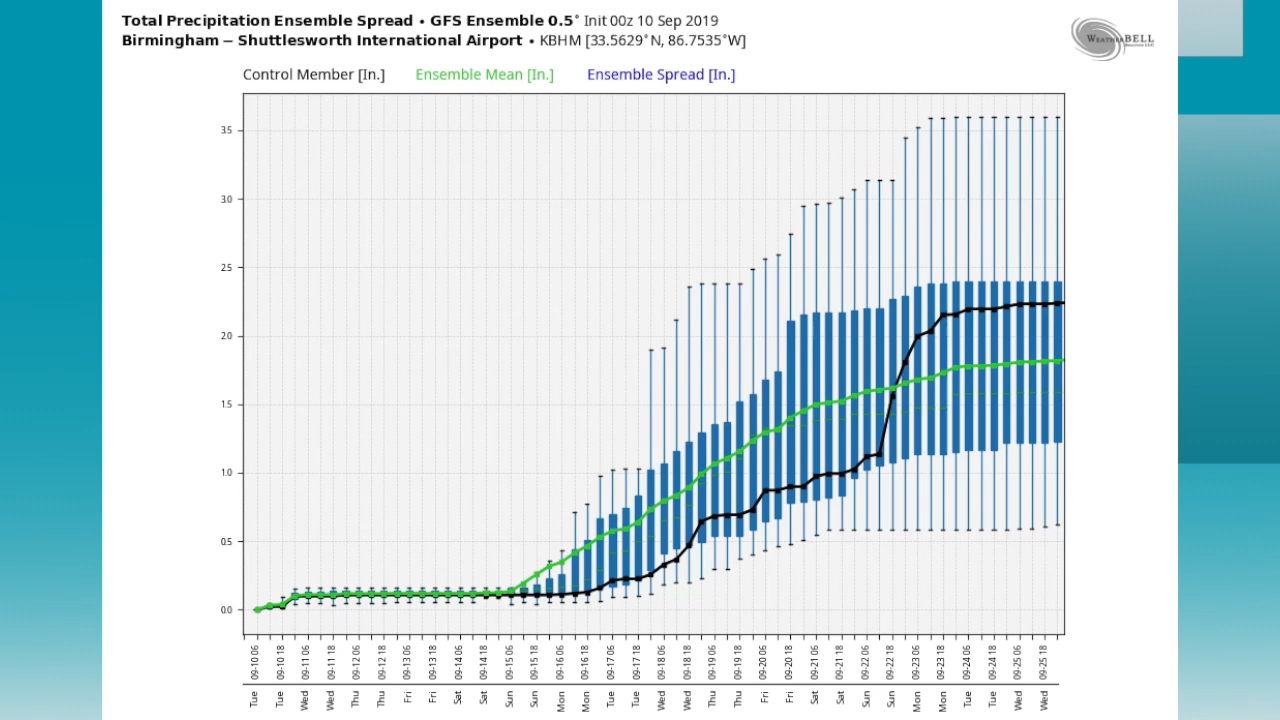 Total Precipitation Ensemble Spread • GFS Ensemble 0.5° Init 00z 10 Sep 2019
Birmingham – Shuttlesworth International Airport • KBHM [33.5629°N, 86.7535°W]
WEATHERBELL
Control Member [In.] Ensemble Mean [In.] Ensemble Spread [In.]
3.5
3.0
2.5
2.0
1.5
1.0
0.5
0.0
09-10 06 09-10 18 09-11 06 09-11 18 09-12 06 09-12 18 09-13 06 09-13 18 09-14 06 09-14 18 09-15 06 09-15 18 09-16 06 09-16 18 09-17 06 09-17 18 09-18 06 09-18 18 09-19 06 09-19 18 09-20 06 09-20 18 09-21 06 09-21 18 09-22 06 09-22 18 09-23 06 09-23 18 09-24 06 09-24 18 09-25 06 09-25 18
Tue Tue Wed Wed Thu Thu Fri Fri Sat Sat Sun Sun Mon Mon Tue Tue Wed Wed Thu Thu Fri Fri Sat Sat Sun Sun Mon Mon Tue Tue Wed Wed